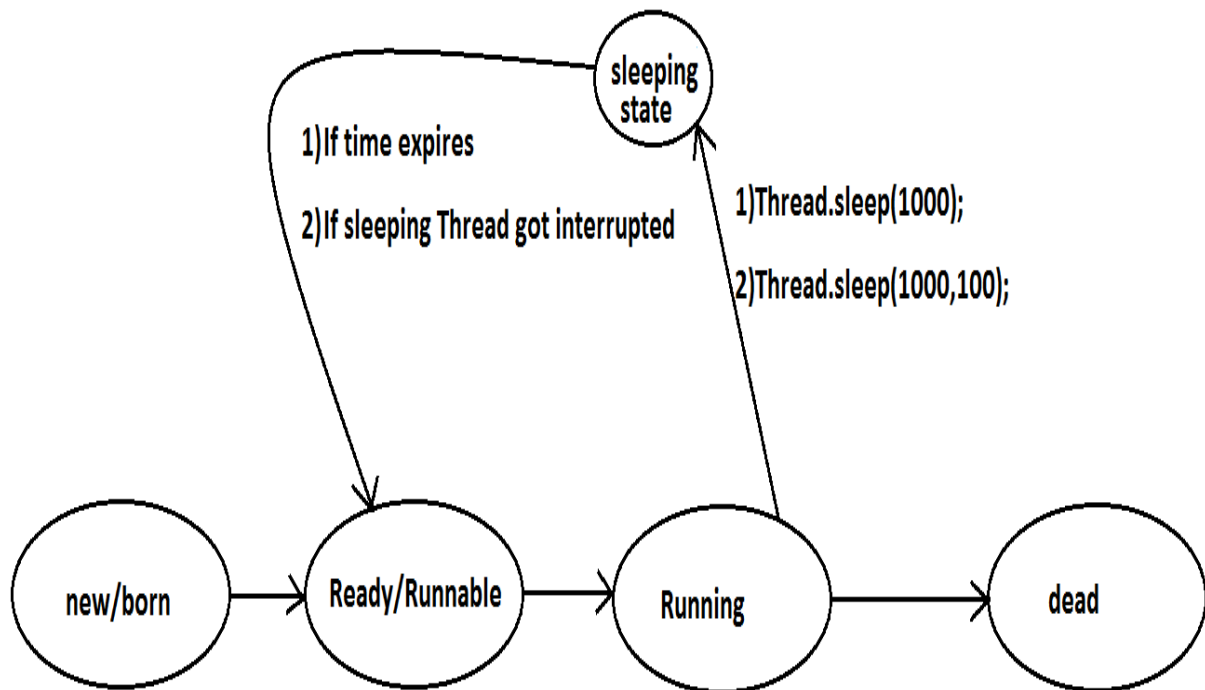 sleeping
state
1)If time expires
2)If sleeping Thread got interrupted
1)Thread.sleep(1000);
2)Thread.sleep(1000,100);
new/born
Ready/Runnable
Running
dead